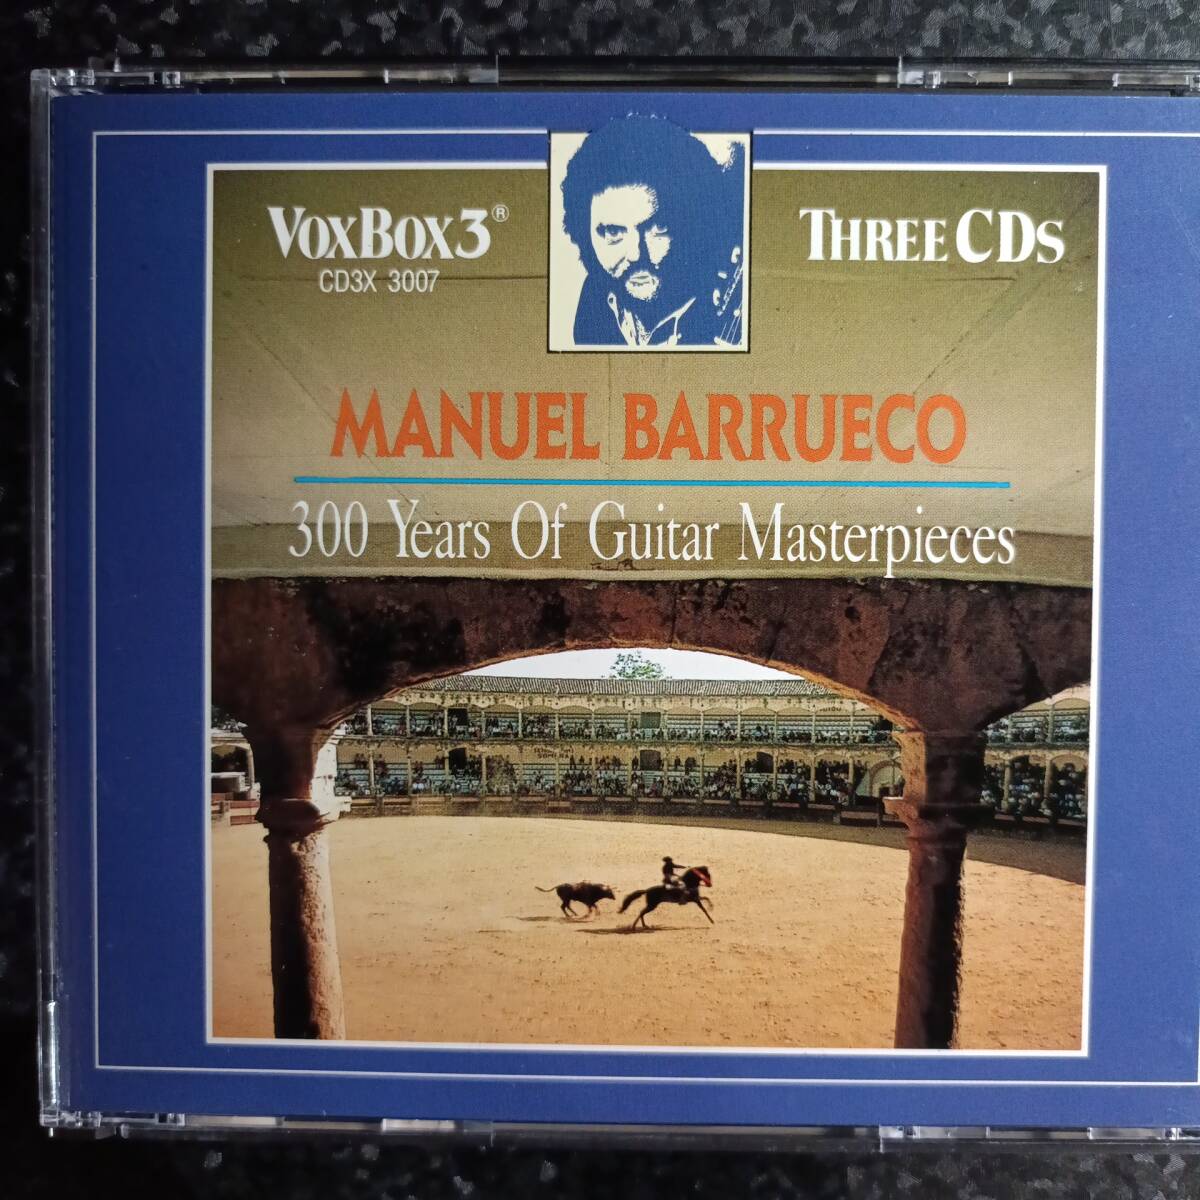 VOXBOX3®
CD3X 3007
THREE CDS
MANUEL BARRUECO
300 Years Of Guitar Masterpieces